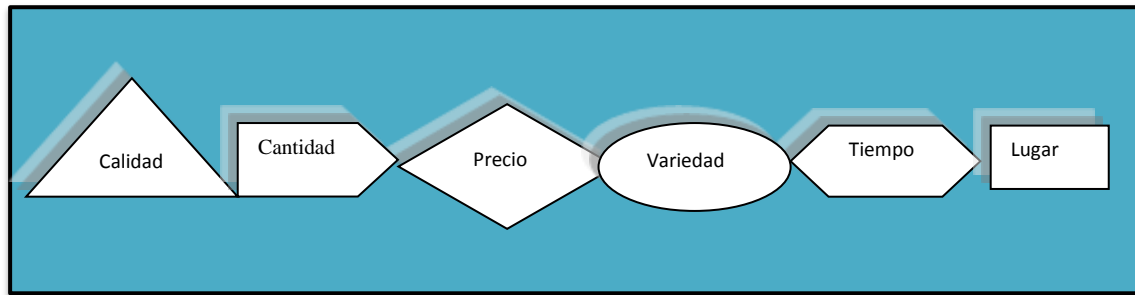 Calidad
Cantidad
Precio
Variedad
Tiempo
Lugar